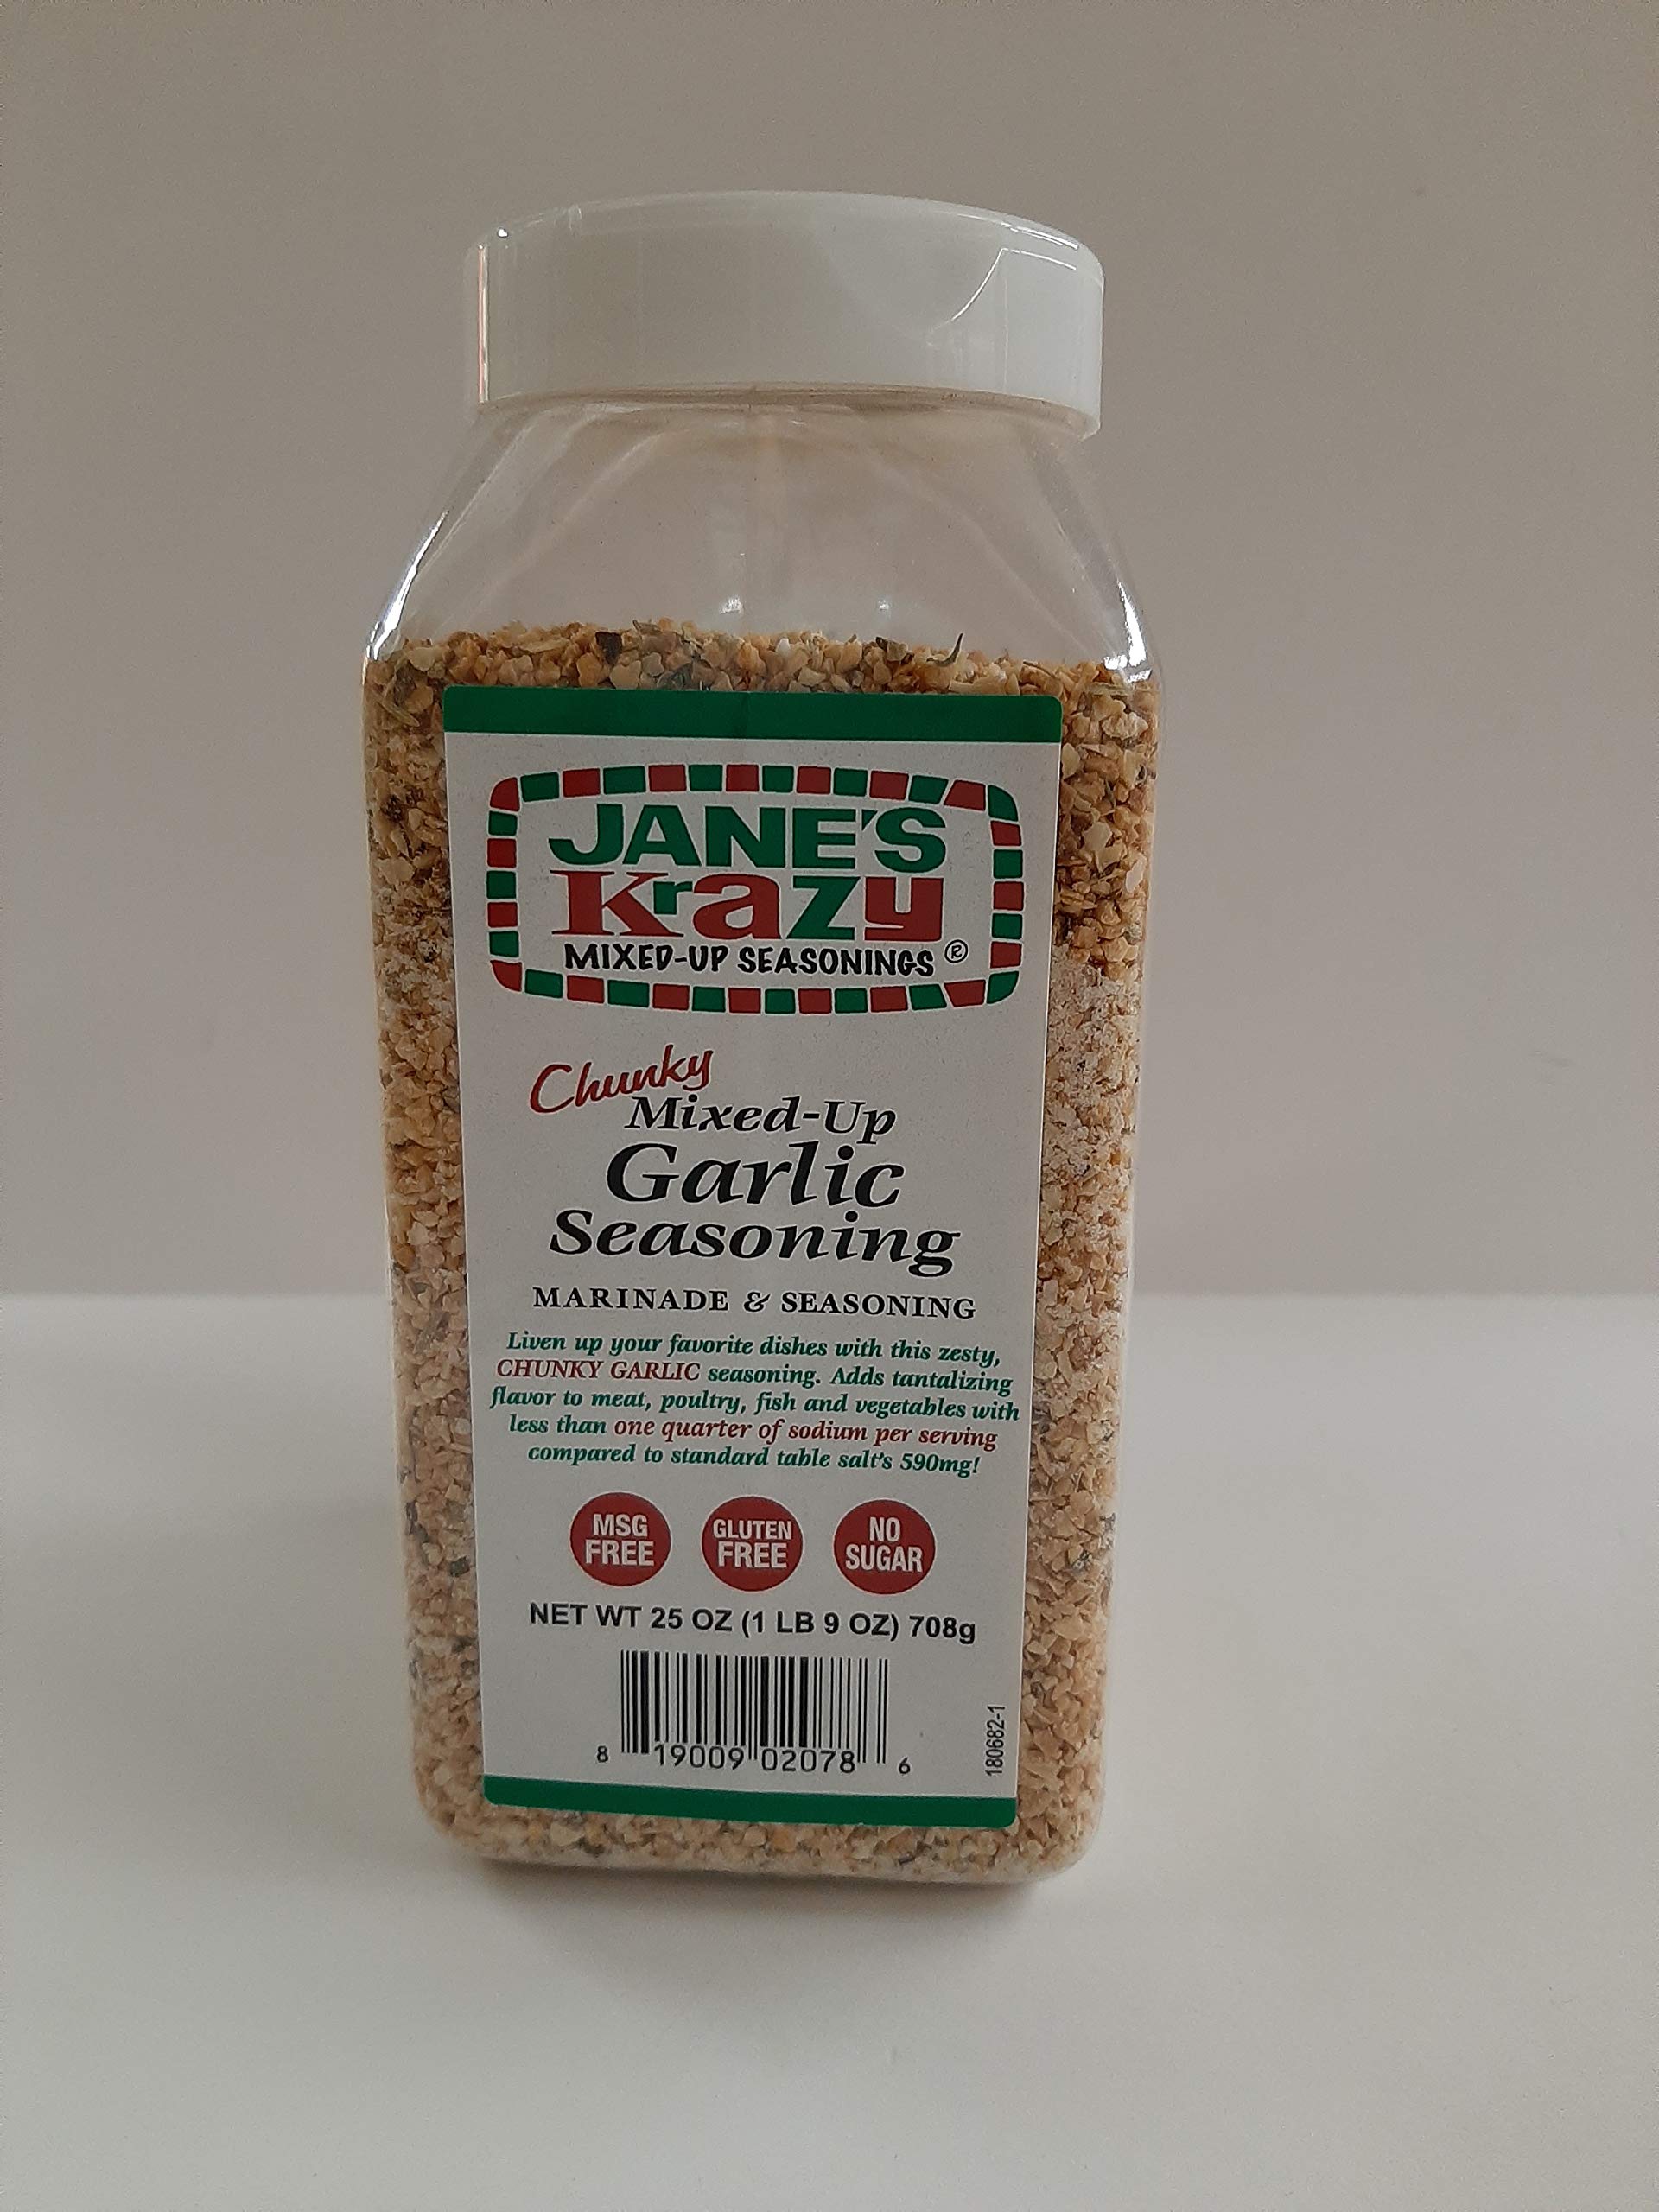 JANE'S
Krazy
MIXED-UP SEASONINGS ®
Chunky
Mixed-Up
Garlic
Seasoning
MARINADE & SEASONING
Liven up your favorite dishes with this zesty,
CHUNKY GARLIC seasoning. Adds tantalizing
flavor to meat, poultry, fish and vegetables with
less than one quarter of sodium per serving
compared to standard table salt's 590mg!
MSG FREE
GLUTEN FREE
NO SUGAR
NET WT 25 OZ (1 LB 9 OZ) 708g
8 19009 02078 6
180682-1